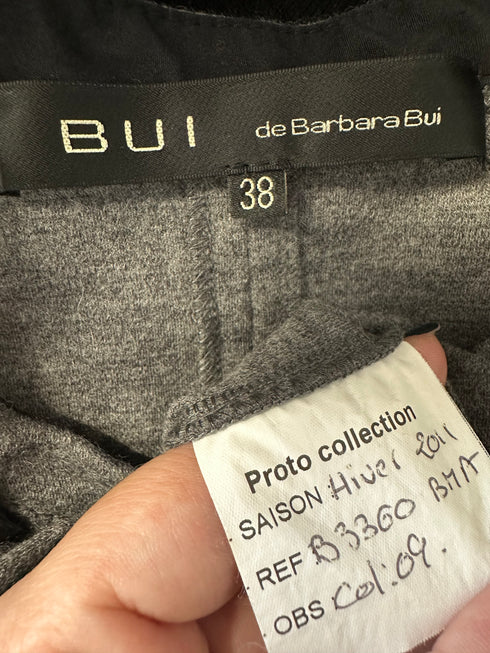 BUI de Barbara Bui
38
Proto collection
. SAISON Hiver 2011
. REF B3360 BMA
. OBS Col:09.